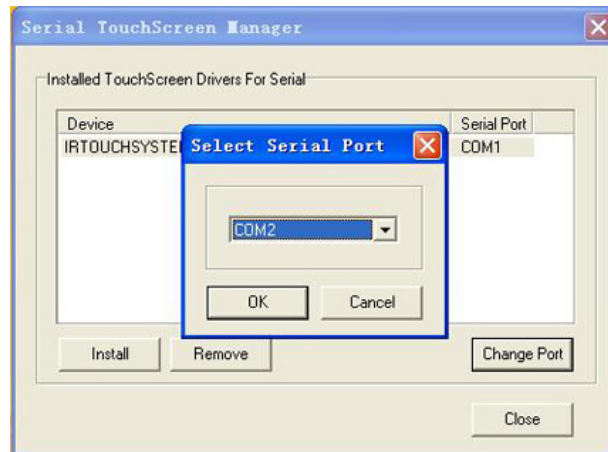 Serial TouchScreen Manager
Installed TouchScreen Drivers For Serial
Device Serial Port
IRTOUCHSYSTE COM1
Select Serial Port
COM2
OK Cancel
Install Remove Change Port
Close